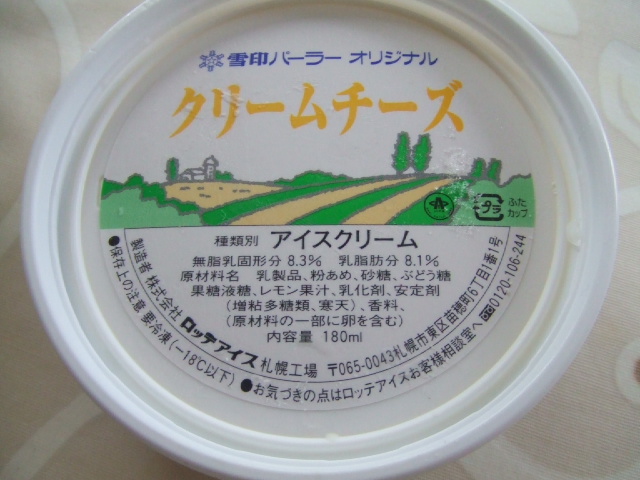 雪印パーラー オリジナル
クリームチーズ
プラ
ふた
カップ
種類別 アイスクリーム
無脂乳固形分 8.3% 乳脂肪分 8.1%
原材料名 乳製品、粉あめ、砂糖、ぶどう糖
果糖液糖、レモン果汁、乳化剤、安定剤
(増粘多糖類、寒天)、香料、
(原材料の一部に卵を含む)
内容量 180ml
製造者 株式会社 ロッテアイス 札幌工場 〒065-0043札幌市東区苗穂町6丁目1番1号
●保存上の注意 要冷凍(-18℃以下) ●お気づきの点はロッテアイスお客様相談室へ 0120-106-244